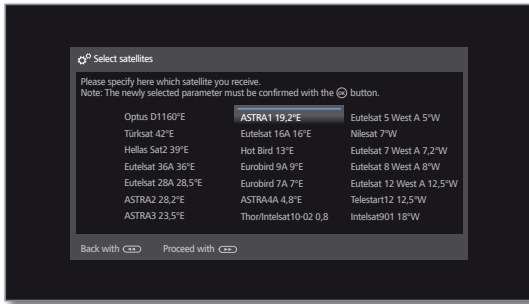 Select satellites
Please specify here which satellite you receive.
Note: The newly selected parameter must be confirmed with the OK button.
Optus D1160°E
Türksat 42°E
Hellas Sat2 39°E
Eutelsat 36A 36°E
Eutelsat 28A 28,5°E
ASTRA2 28,2°E
ASTRA3 23,5°E
ASTRA1 19,2°E
Eutelsat 16A 16°E
Hot Bird 13°E
Eurobird 9A 9°E
Eurobird 7A 7°E
ASTRA4A 4,8°E
Thor/Intelsat10-02 0,8
Eutelsat 5 West A 5°W
Nilesat 7°W
Eutelsat 7 West A 7,2°W
Eutelsat 8 West A 8°W
Eutelsat 12 West A 12,5°W
Telestart12 12,5°W
Intelsat901 18°W
Back with Proceed with